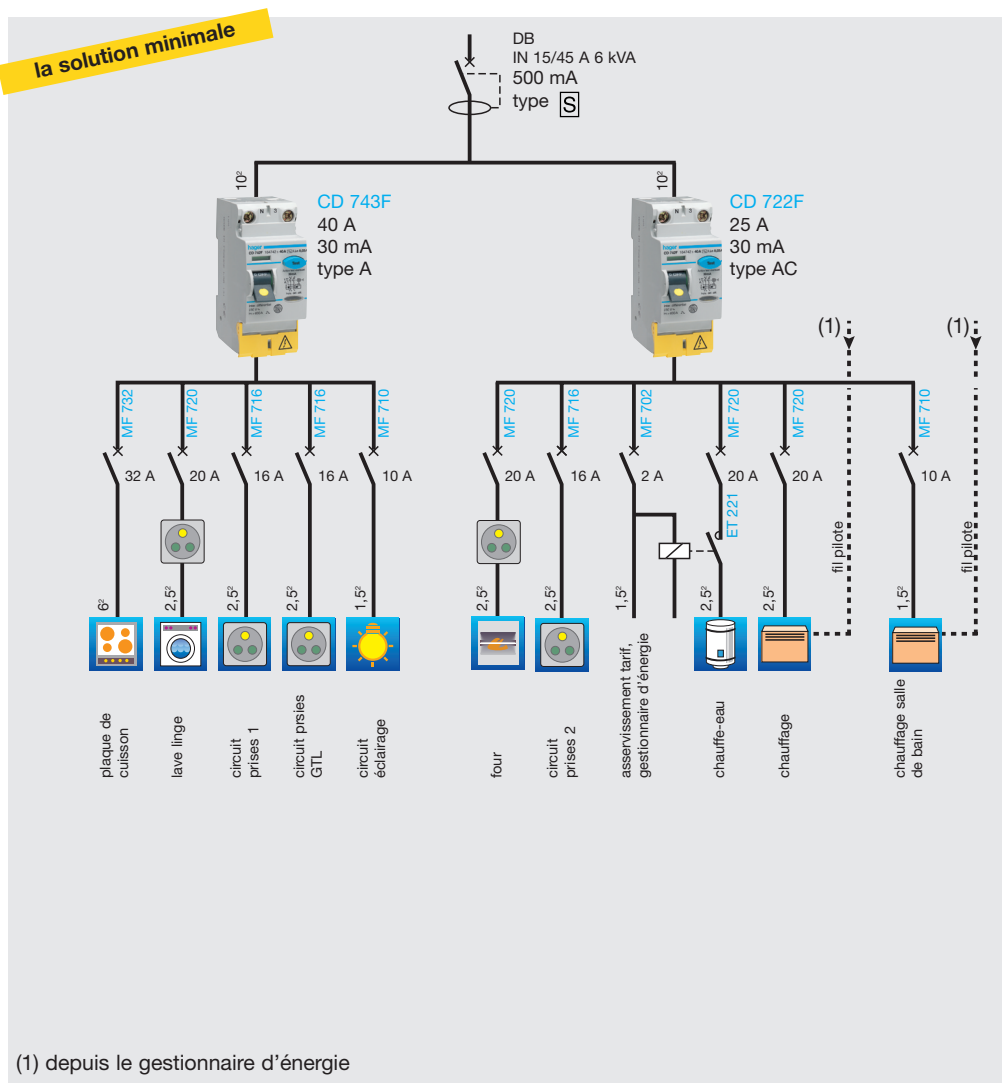 la solution minimale
DB
IN 15/45 A 6 kVA
500 mA
type S
10²
CD 743F
40 A
30 mA
type A
10²
CD 722F
25 A
30 mA
type AC
(1)
(1)
N
hager
N
hager
MF 732
MF 720
MF 716
MF 716
MF 710
MF 720
MF 716
MF 702
MF 720
MF 720
MF 710
32 A
20 A
16 A
16 A
10 A
20 A
16 A
2 A
20 A
20 A
10 A
ET 221
fil pilote
fil pilote
6²
2,5²
2,5²
2,5²
1,5²
2,5²
2,5²
1,5²
2,5²
2,5²
1,5²
plaque de
cuisson
lave linge
circuit
prises 1
circuit prsies
GTL
circuit
éclairage
four
circuit
prises 2
asservissement tarif,
gestionnaire d'énergie
chauffe-eau
chauffage
chauffage salle
de bain
(1) depuis le gestionnaire d'énergie